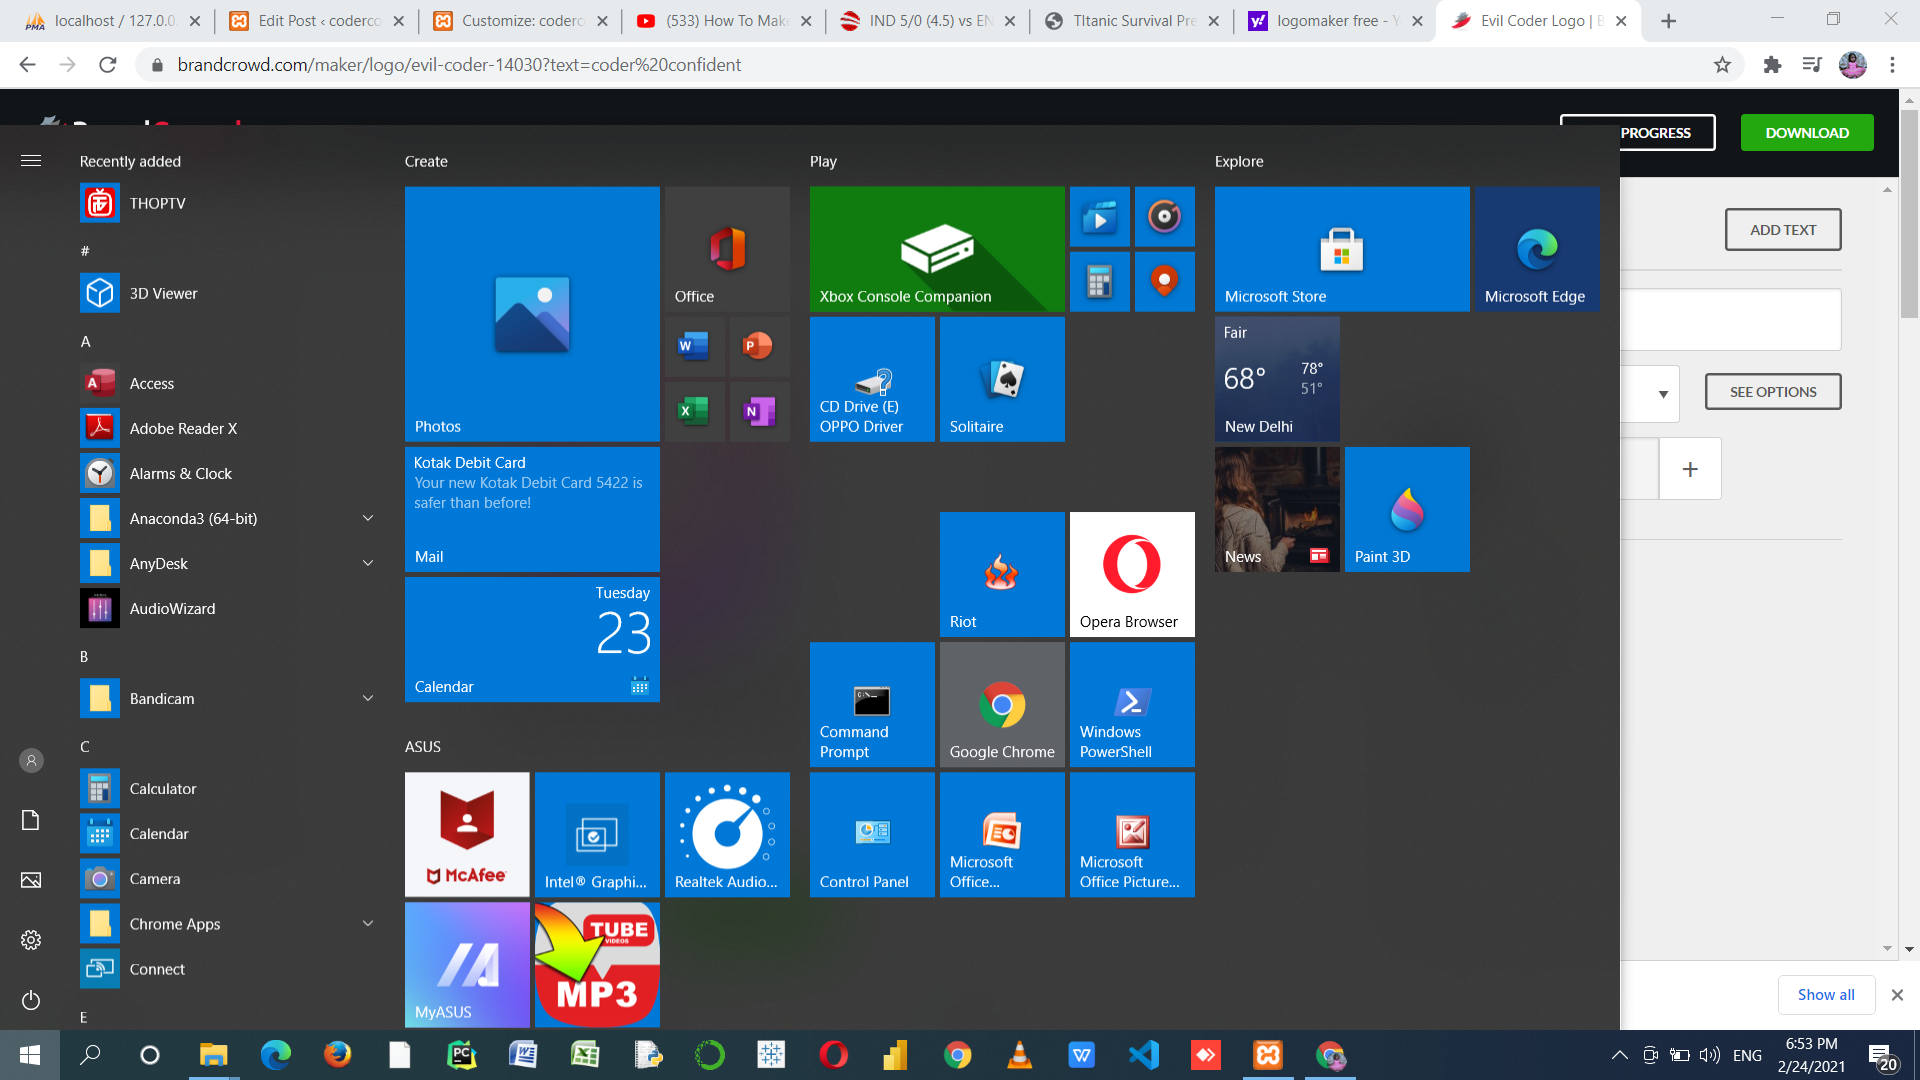 localhost / 127.0.0.
Edit Post ‹ coderco
Customize: coderc
(533) How To Make
IND 5/0 (4.5) vs EN
TItanic Survival Pre
logomaker free - Y
Evil Coder Logo | B
brandcrowd.com/maker/logo/evil-coder-14030?text=coder%20confident
PROGRESS
DOWNLOAD
ADD TEXT
SEE OPTIONS
+
Show all
Recently added
THOPTV
#
3D Viewer
A
Access
Adobe Reader X
Alarms & Clock
Anaconda3 (64-bit)
AnyDesk
AudioWizard
B
Bandicam
C
Calculator
Calendar
Camera
Chrome Apps
Connect
E
Create
Photos
Office
Kotak Debit Card
Your new Kotak Debit Card 5422 is
safer than before!
Mail
Tuesday
23
Calendar
ASUS
McAfee
Intel® Graphi...
Realtek Audio...
MyASUS
TUBE
VIDEOS
MP3
Play
Xbox Console Companion
CD Drive (E)
OPPO Driver
Solitaire
Riot
Opera Browser
Command
Prompt
Google Chrome
Windows
PowerShell
Control Panel
Microsoft
Office...
Microsoft
Office Picture...
Explore
Microsoft Store
Microsoft Edge
Fair
68°
78°
51°
New Delhi
News
Paint 3D
ENG
6:53 PM
2/24/2021
20